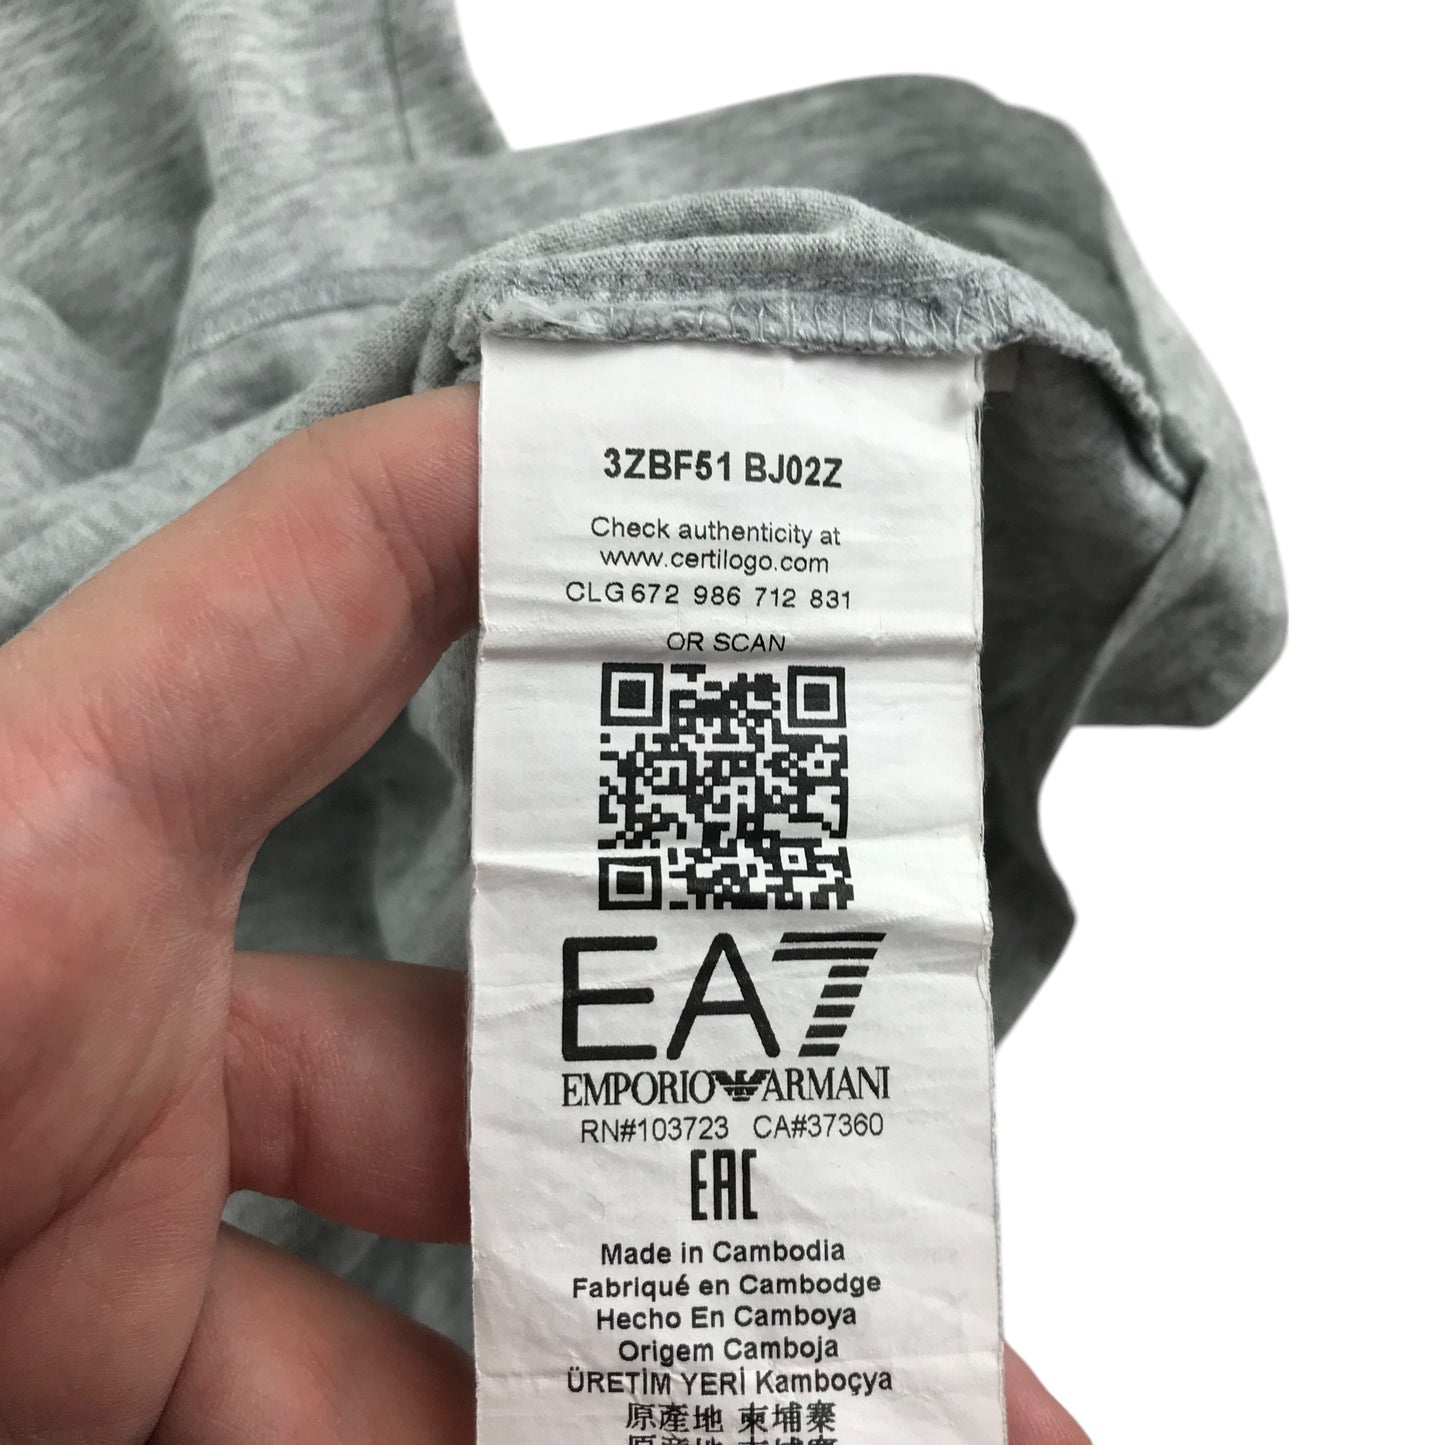 3ZBF51 BJ02Z
Check authenticity at
www.certilogo.com
CLG 672 986 712 831
OR SCAN
EA7
EMPORIO ARMANI
RN#103723 CA#37360
EAC
Made in Cambodia
Fabriqué en Cambodge
Hecho En Camboya
Origem Camboja
ÜRETİM YERİ Kamboçya
原産地 柬埔寨